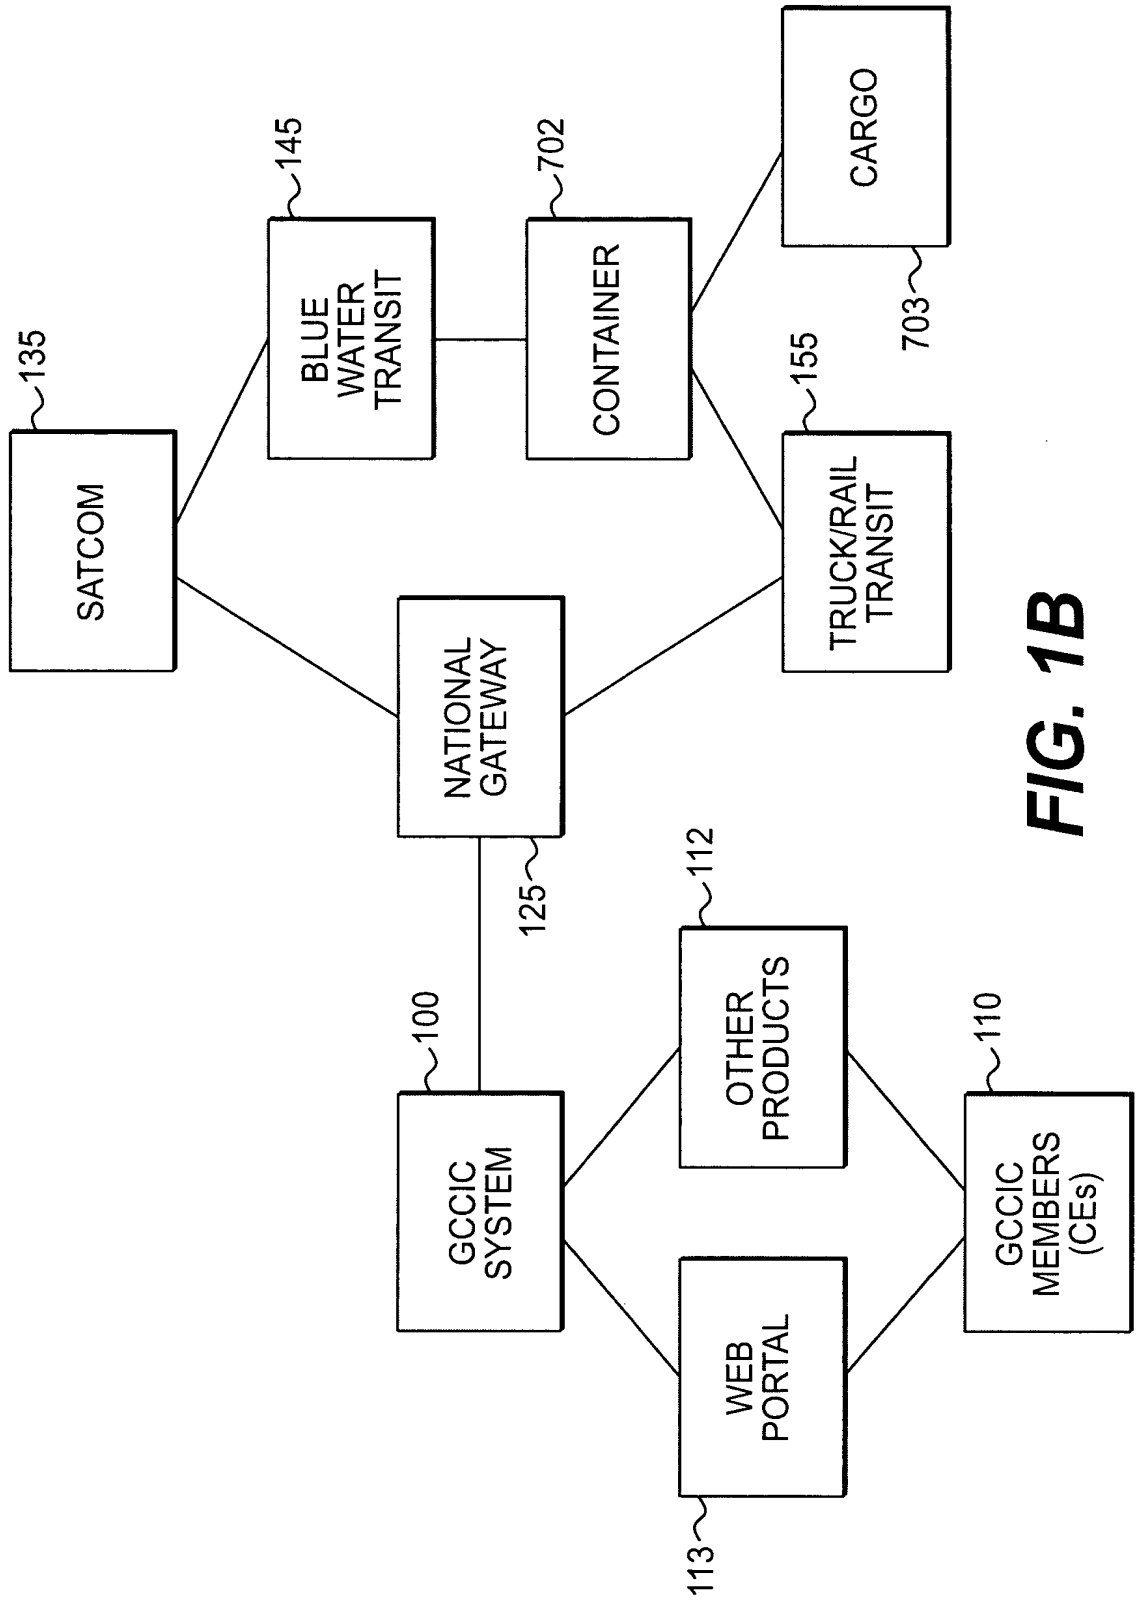 SATCOM
135
BLUE
WATER
TRANSIT
145
NATIONAL
GATEWAY
125
CONTAINER
702
CARGO
703
TRUCK/RAIL
TRANSIT
155
GCCIC
SYSTEM
100
WEB
PORTAL
113
OTHER
PRODUCTS
112
GCCIC
MEMBERS
(CEs)
110
FIG. 1B